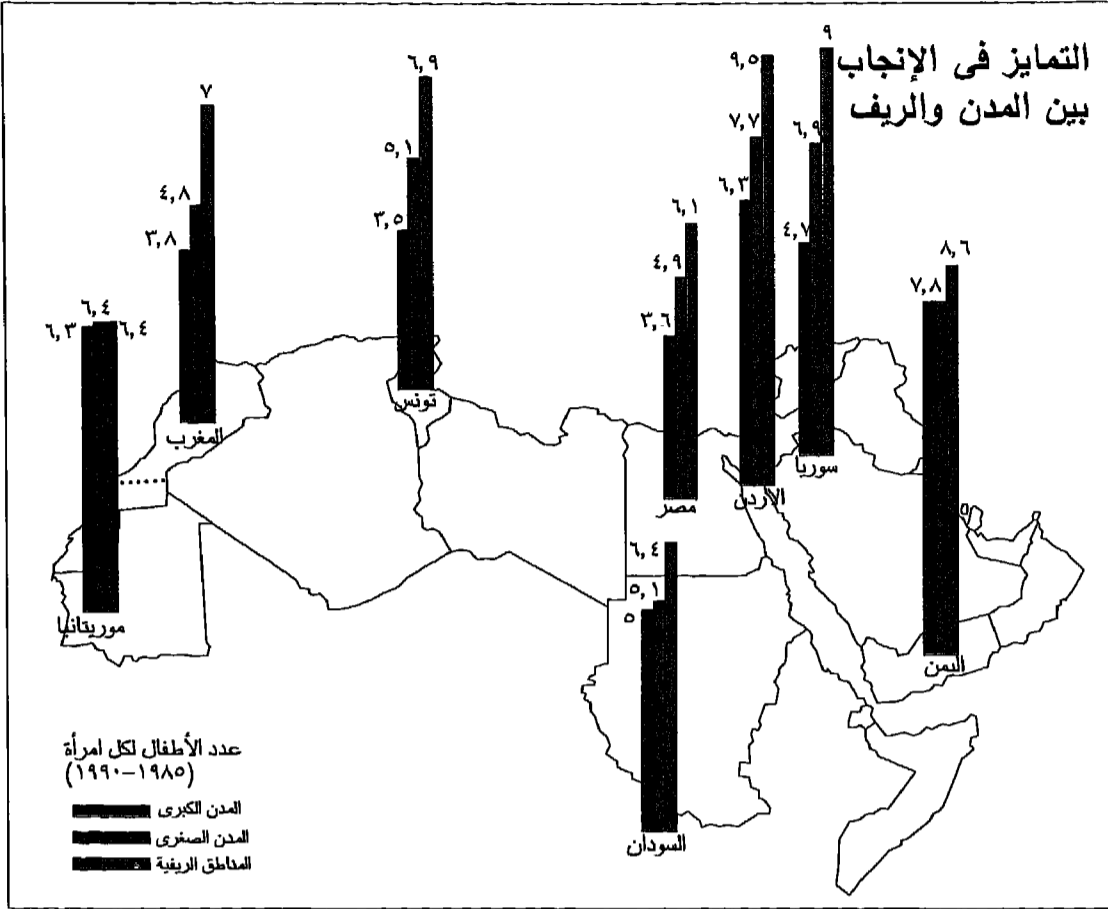 التمايز فى الإنجاب
بين المدن والريف
٩
٦,٩
٤,٧
سوريا
٩,٥
٧,٧
٦,٣
الأردن
٨,٦
٧,٨
اليمن
٦,١
٤,٩
٣,٦
مصر
٦,٤
٥,١
٥
السودان
٦,٩
٥,١
٣,٥
تونس
٧
٤,٨
٣,٨
المغرب
٦,٤
٦,٤
٦,٣
موريتانيا
عدد الأطفال لكل امرأة
(١٩٨٥-١٩٩٠)
المدن الكبرى
المدن الصغرى
المناطق الريفية